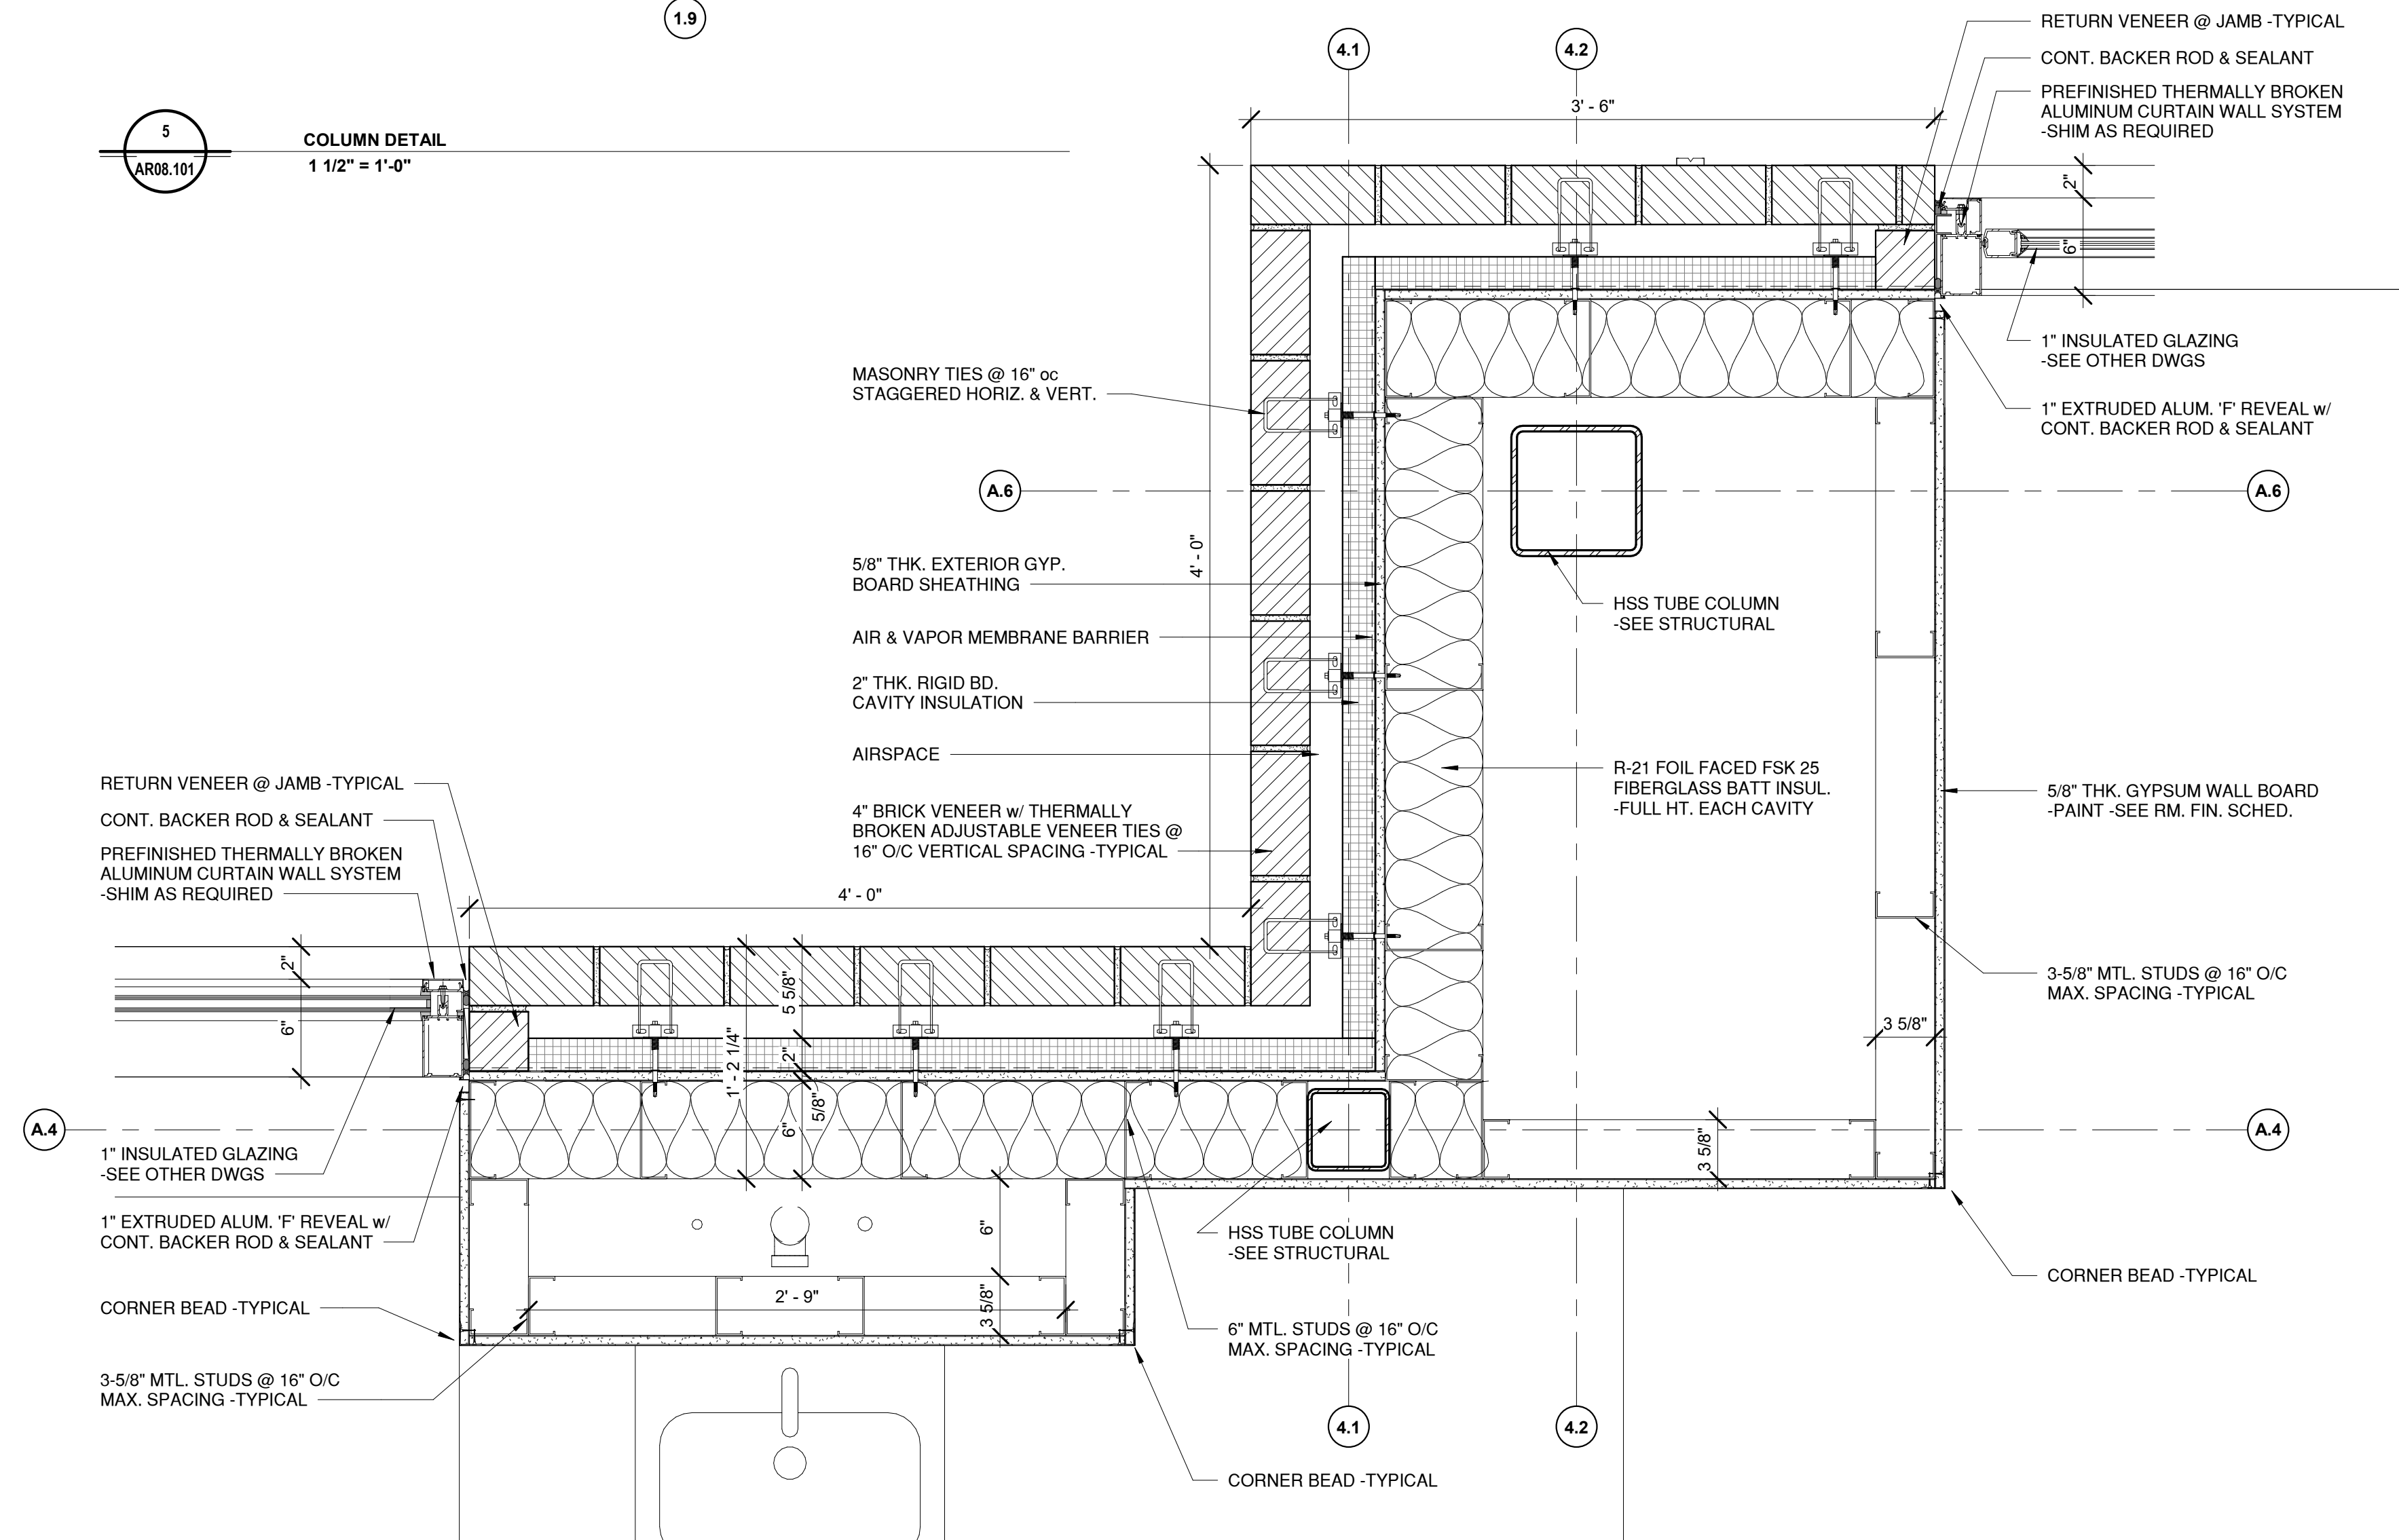 1.9
5
AR08.101
COLUMN DETAIL
1 1/2" = 1'-0"
4.1
4.2
3' - 6"
RETURN VENEER @ JAMB -TYPICAL
CONT. BACKER ROD & SEALANT
PREFINISHED THERMALLY BROKEN
ALUMINUM CURTAIN WALL SYSTEM
-SHIM AS REQUIRED
2"
6"
1" INSULATED GLAZING
-SEE OTHER DWGS
1" EXTRUDED ALUM. 'F' REVEAL w/
CONT. BACKER ROD & SEALANT
MASONRY TIES @ 16" oc
STAGGERED HORIZ. & VERT.
A.6
A.6
4' - 0"
5/8" THK. EXTERIOR GYP.
BOARD SHEATHING
AIR & VAPOR MEMBRANE BARRIER
2" THK. RIGID BD.
CAVITY INSULATION
AIRSPACE
4" BRICK VENEER w/ THERMALLY
BROKEN ADJUSTABLE VENEER TIES @
16" O/C VERTICAL SPACING -TYPICAL
HSS TUBE COLUMN
-SEE STRUCTURAL
R-21 FOIL FACED FSK 25
FIBERGLASS BATT INSUL.
-FULL HT. EACH CAVITY
5/8" THK. GYPSUM WALL BOARD
-PAINT -SEE RM. FIN. SCHED.
3-5/8" MTL. STUDS @ 16" O/C
MAX. SPACING -TYPICAL
3 5/8"
RETURN VENEER @ JAMB -TYPICAL
CONT. BACKER ROD & SEALANT
PREFINISHED THERMALLY BROKEN
ALUMINUM CURTAIN WALL SYSTEM
-SHIM AS REQUIRED
4' - 0"
2"
6"
5 5/8"
1' - 2 1/4"
2"
5/8"
6"
A.4
A.4
3 5/8"
1" INSULATED GLAZING
-SEE OTHER DWGS
1" EXTRUDED ALUM. 'F' REVEAL w/
CONT. BACKER ROD & SEALANT
CORNER BEAD -TYPICAL
3-5/8" MTL. STUDS @ 16" O/C
MAX. SPACING -TYPICAL
6"
2' - 9"
3 5/8"
HSS TUBE COLUMN
-SEE STRUCTURAL
6" MTL. STUDS @ 16" O/C
MAX. SPACING -TYPICAL
CORNER BEAD -TYPICAL
4.1
4.2
CORNER BEAD -TYPICAL